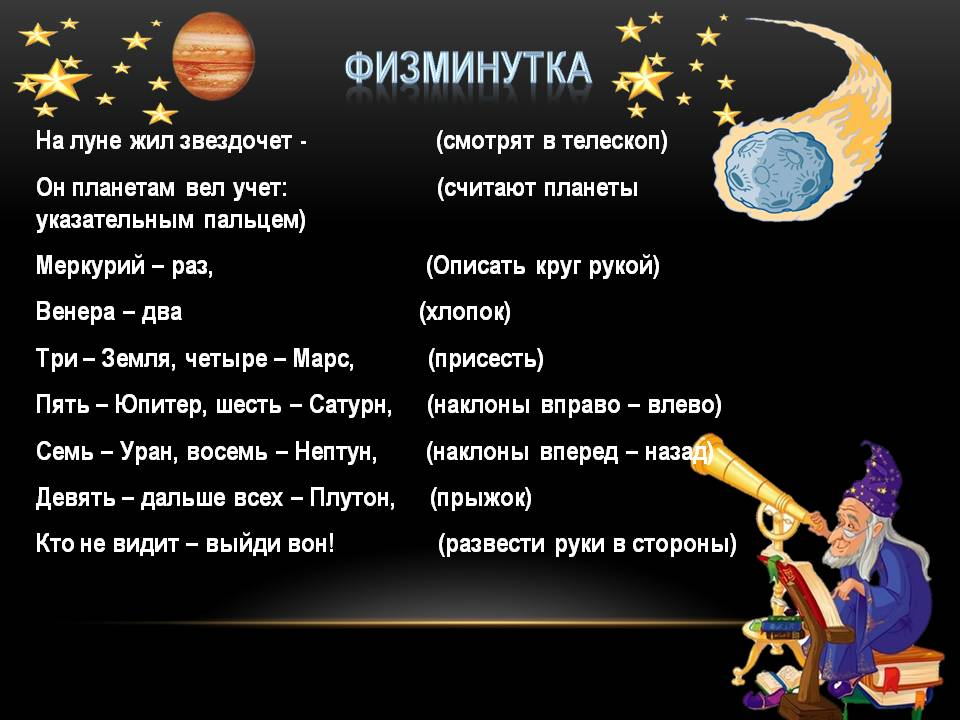 ФИЗМИНУТКА
На луне жил звездочет - (смотрят в телескоп)
Он планетам вел учет: (считают планеты
указательным пальцем)
Меркурий – раз, (Описать круг рукой)
Венера – два (хлопок)
Три – Земля, четыре – Марс, (присесть)
Пять – Юпитер, шесть – Сатурн, (наклоны вправо – влево)
Семь – Уран, восемь – Нептун, (наклоны вперед – назад)
Девять – дальше всех – Плутон, (прыжок)
Кто не видит – выйди вон! (развести руки в стороны)